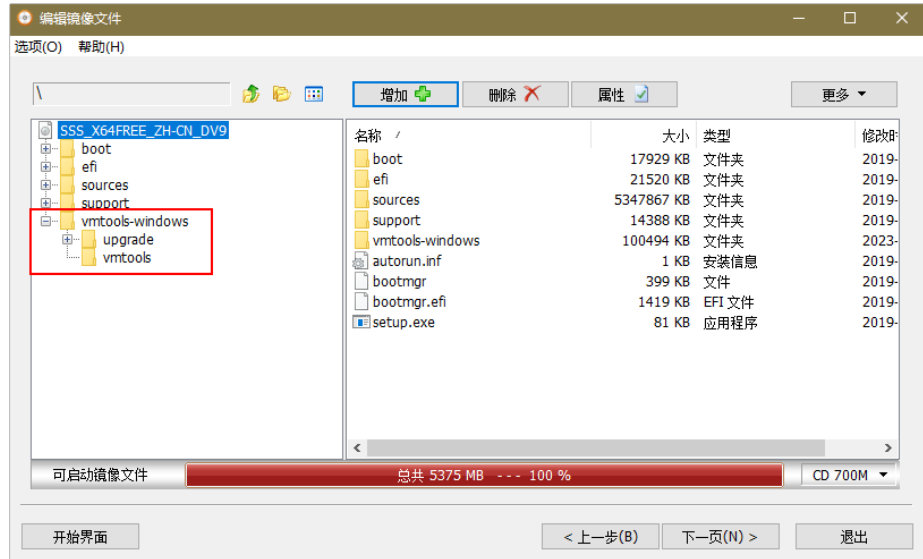 编辑镜像文件
选项(O) 帮助(H)
\
增加 删除 属性 更多
SSS_X64FREE_ZH-CN_DV9
boot
efi
sources
support
vmtools-windows
upgrade
vmtools
名称 大小 类型 修改时
boot 17929 KB 文件夹 2019-
efi 21520 KB 文件夹 2019-
sources 5347867 KB 文件夹 2019-
support 14388 KB 文件夹 2019-
vmtools-windows 100494 KB 文件夹 2023-
autorun.inf 1 KB 安装信息 2019-
bootmgr 399 KB 文件 2019-
bootmgr.efi 1419 KB EFI 文件 2019-
setup.exe 81 KB 应用程序 2019-
可启动镜像文件 总共 5375 MB --- 100 % CD 700M
开始界面 < 上一步(B) 下一页(N) > 退出